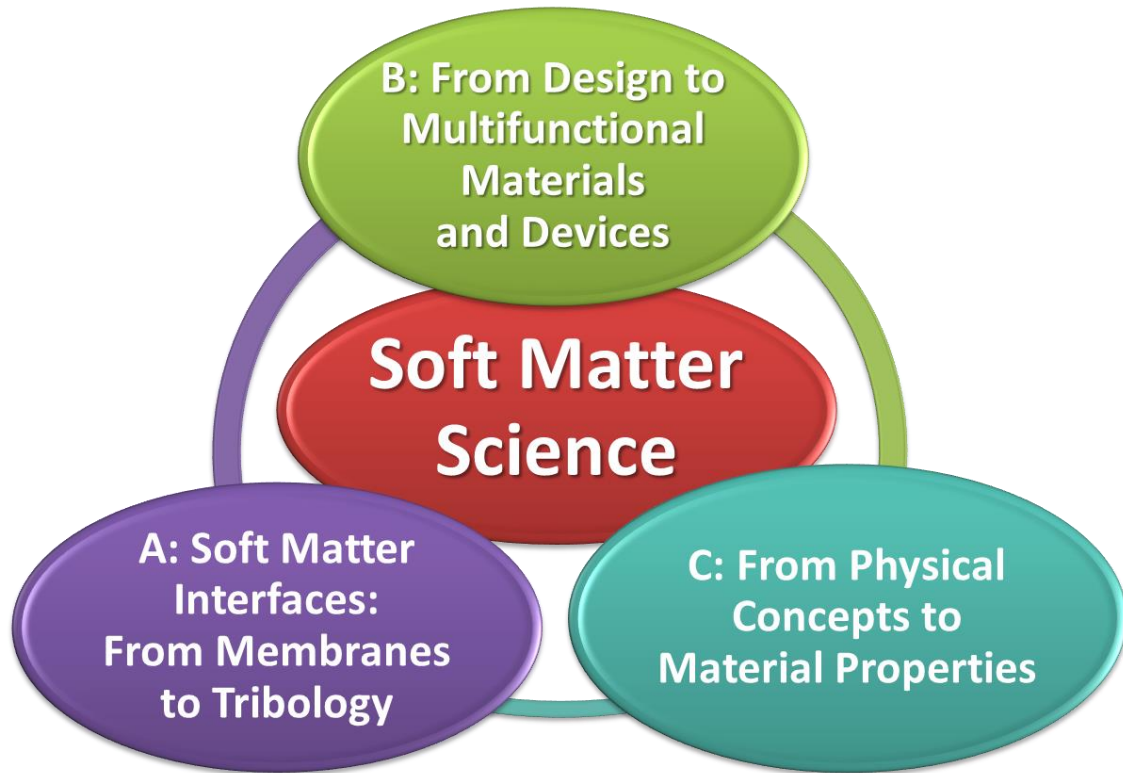 B: From Design to
Multifunctional
Materials
and Devices
Soft Matter
Science
A: Soft Matter
Interfaces:
From Membranes
to Tribology
C: From Physical
Concepts to
Material Properties